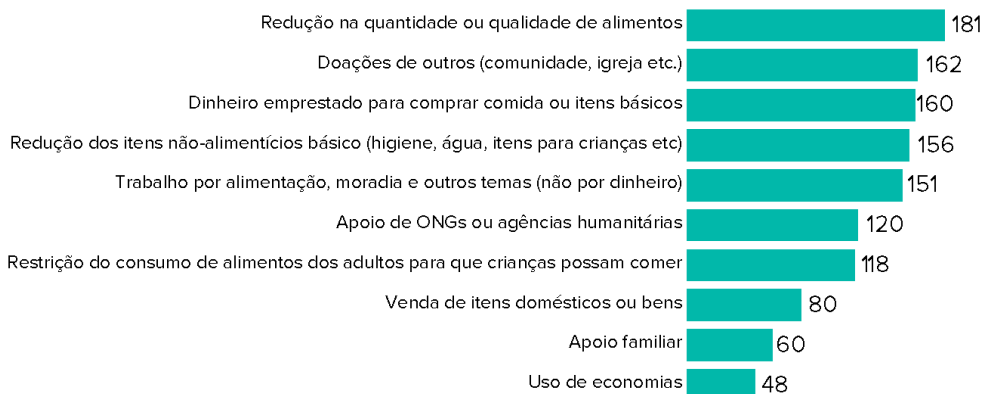 Redução na quantidade ou qualidade de alimentos 181
Doações de outros (comunidade, igreja etc.) 162
Dinheiro emprestado para comprar comida ou itens básicos 160
Redução dos itens não-alimentícios básico (higiene, água, itens para crianças etc) 156
Trabalho por alimentação, moradia e outros temas (não por dinheiro) 151
Apoio de ONGs ou agências humanitárias 120
Restrição do consumo de alimentos dos adultos para que crianças possam comer 118
Venda de itens domésticos ou bens 80
Apoio familiar 60
Uso de economias 48